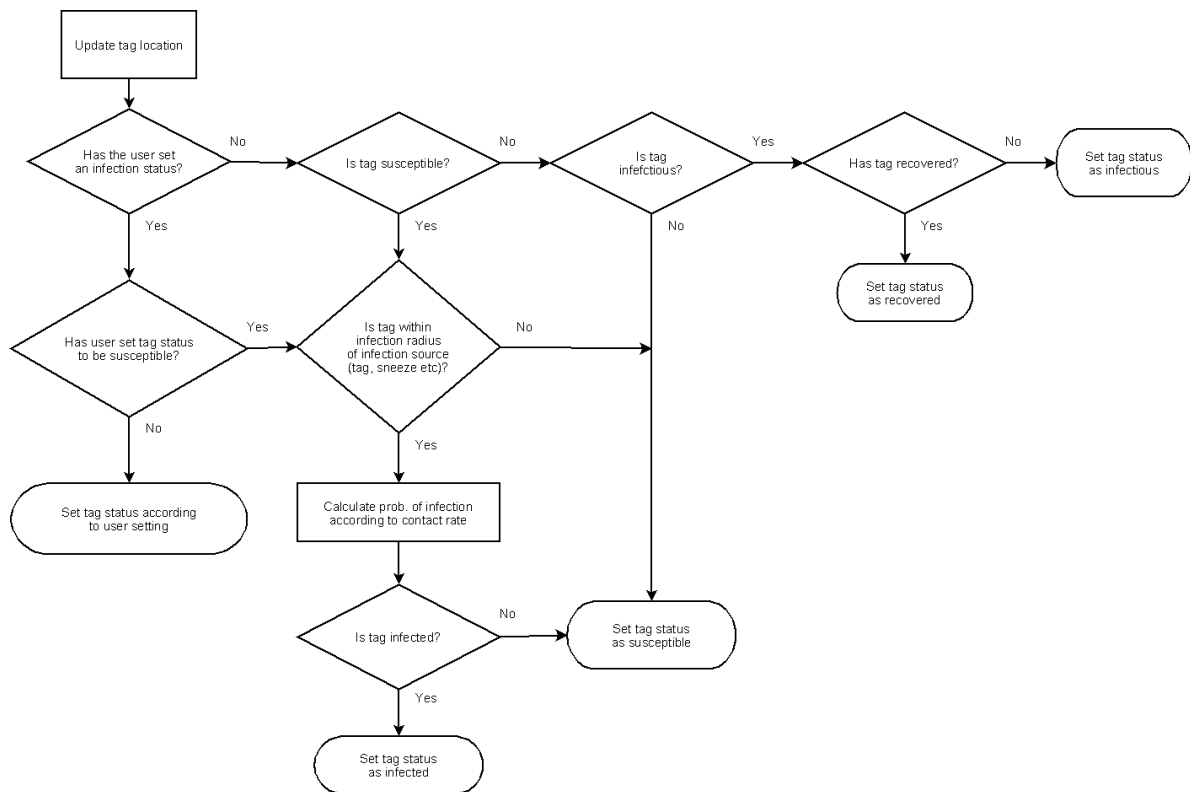 Update tag location
Has the user set
an infection status?
No
Is tag susceptible?
No
Is tag
infefctious?
Yes
Has tag recovered?
No
Set tag status
as infectious
Yes
Yes
No
Yes
Set tag status
as recovered
Has user set tag status
to be susceptible?
Yes
Is tag within
infection radius
of infection source
(tag, sneeze etc)?
No
No
Yes
Set tag status according
to user setting
Calculate prob. of infection
according to contact rate
Is tag infected?
No
Set tag status
as susceptible
Yes
Set tag status
as infected